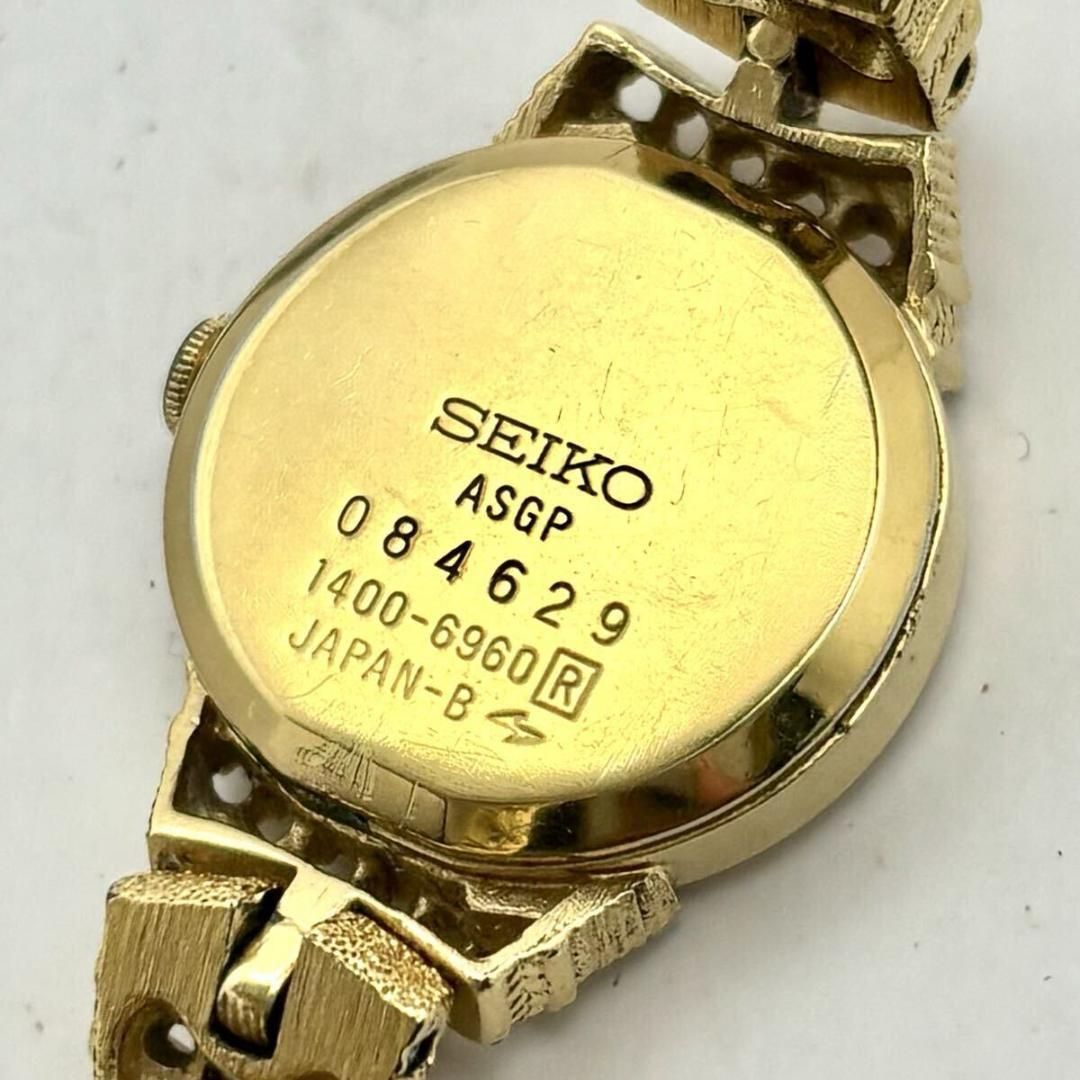 SEIKO
ASGP
084629
1400-6960 R
JAPAN-B